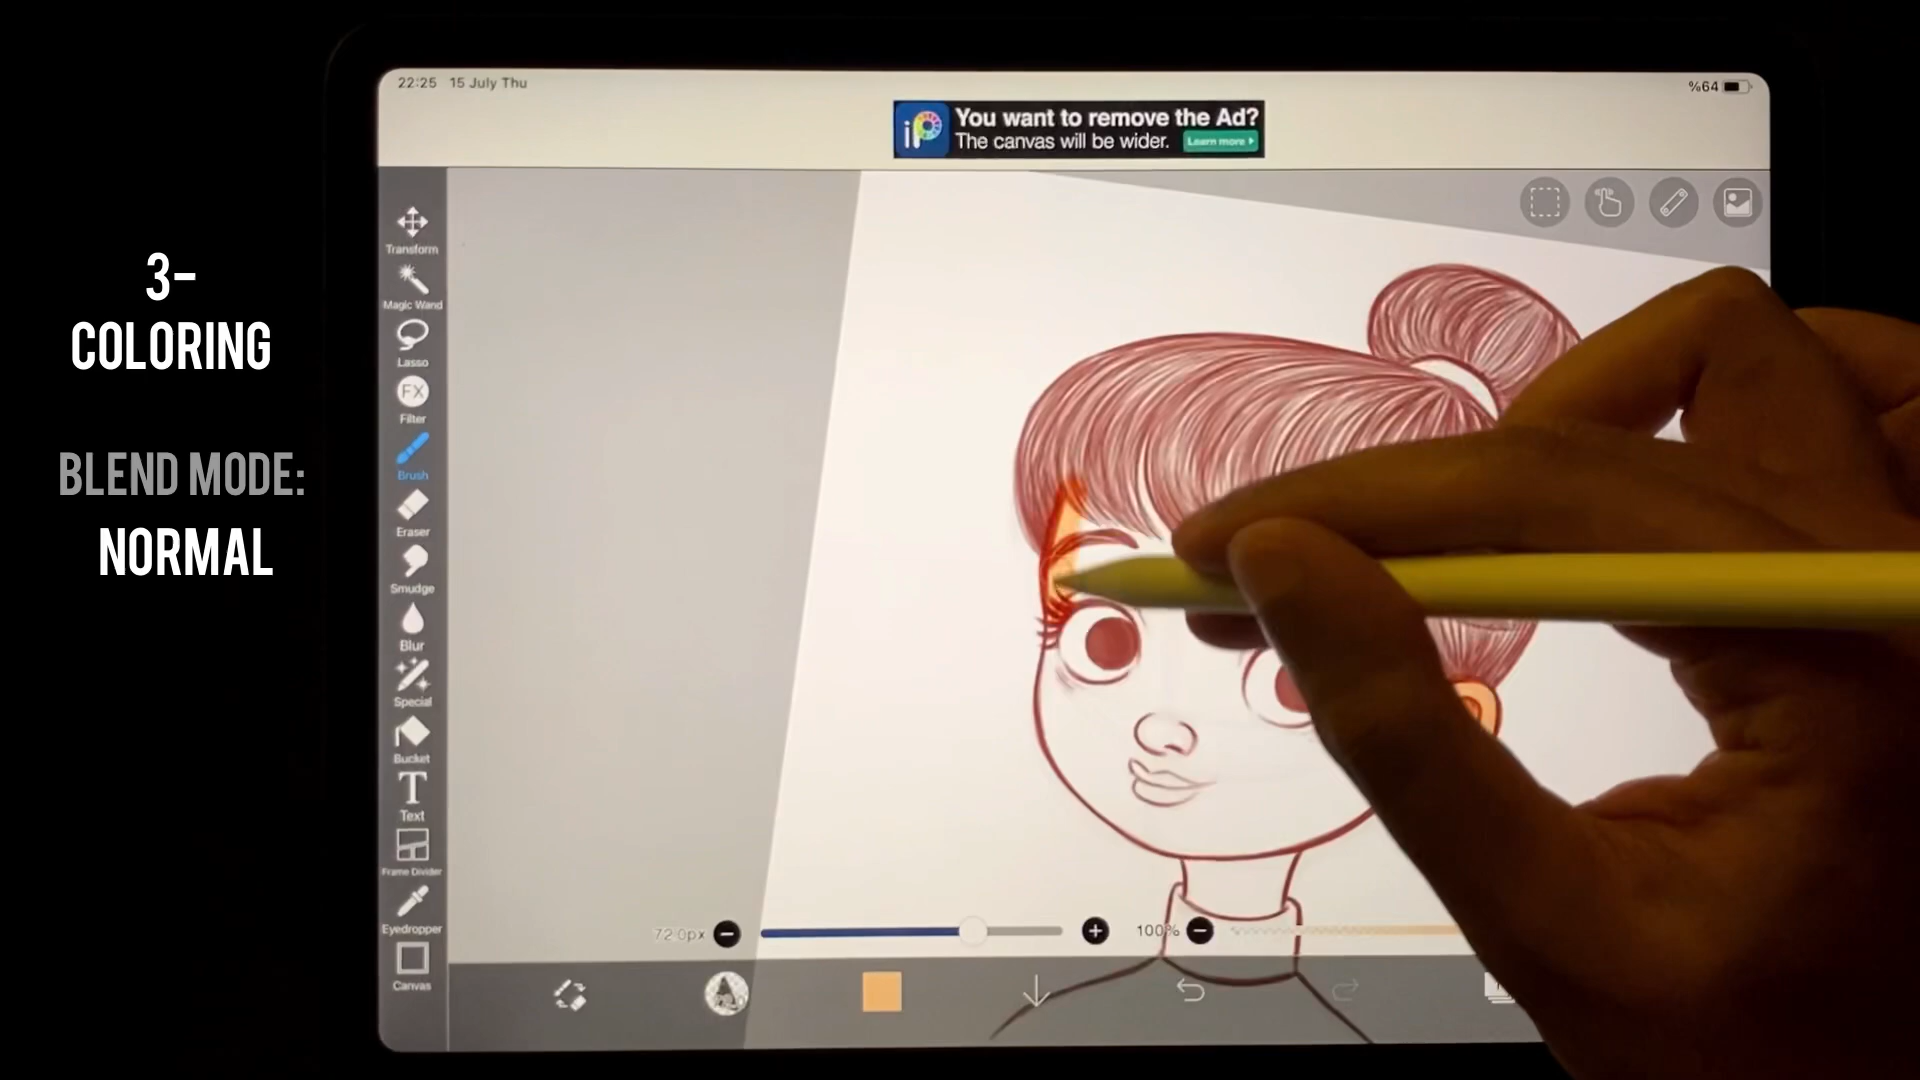 22:25 15 July Thu
%64
iP
You want to remove the Ad?
The canvas will be wider.
Learn more
3-
COLORING
BLEND MODE:
NORMAL
Transform
Magic Wand
Lasso
FX
Filter
Brush
Eraser
Smudge
Blur
Special
Bucket
T
Text
Frame Divider
Eyedropper
Canvas
72.0px
100%